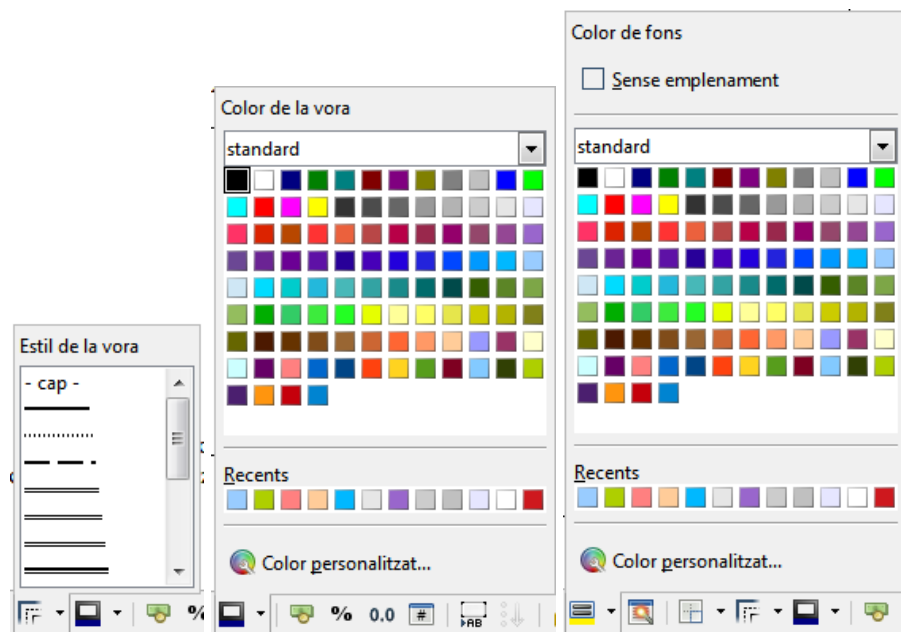 Estil de la vora
- cap -
Color de la vora
standard
Recents
Color personalitzat...
% 0.0 # AB
Color de fons
Sense emplenament
standard
Recents
Color personalitzat...
%